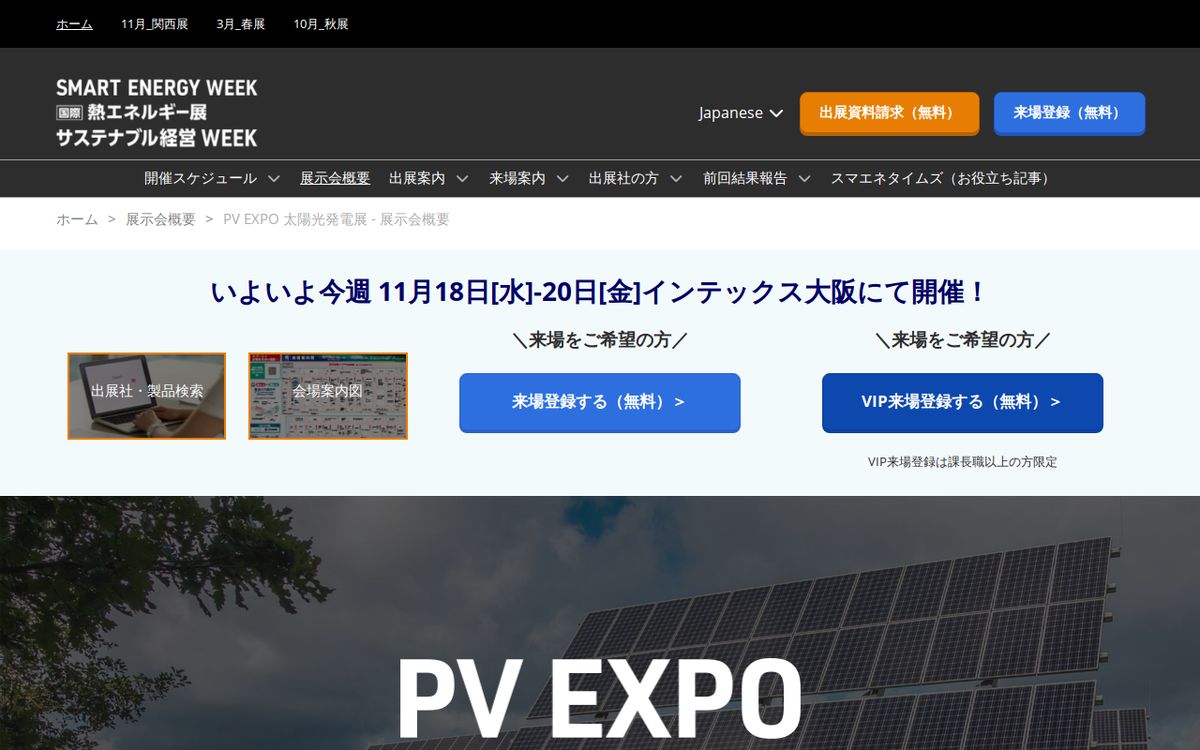 ホーム 11月_関西展 3月_春展 10月_秋展
SMART ENERGY WEEK
国際 熱エネルギー展
サステナブル経営 WEEK
Japanese 出展資料請求（無料） 来場登録（無料）
開催スケジュール 展示会概要 出展案内 来場案内 出展社の方 前回結果報告 スマエネタイムズ（お役立ち記事）
ホーム > 展示会概要 > PV EXPO 太陽光発電展 - 展示会概要
いよいよ今週 11月18日[水]-20日[金]インテックス大阪にて開催！
＼来場をご希望の方／ ＼来場をご希望の方／
出展社・製品検索 会場案内図 来場登録する（無料）＞ VIP来場登録する（無料）＞
VIP来場登録は課長職以上の方限定
PV EXPO